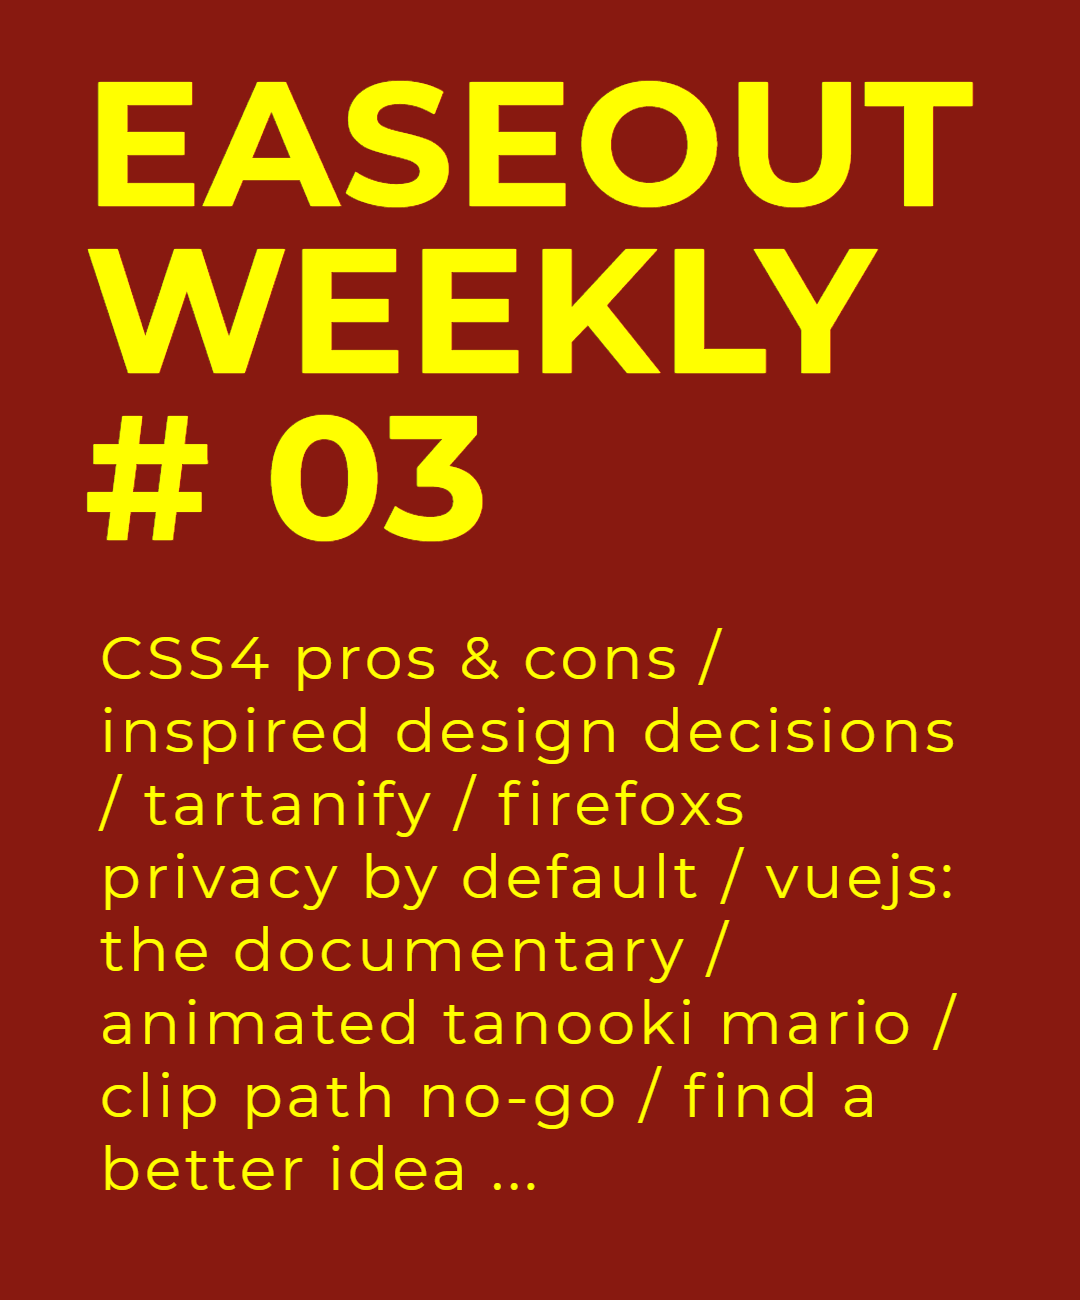 EASEOUT
WEEKLY
# 03
CSS4 pros & cons /
inspired design decisions
/ tartanify / firefoxs
privacy by default / vuejs:
the documentary /
animated tanooki mario /
clip path no-go / find a
better idea ...